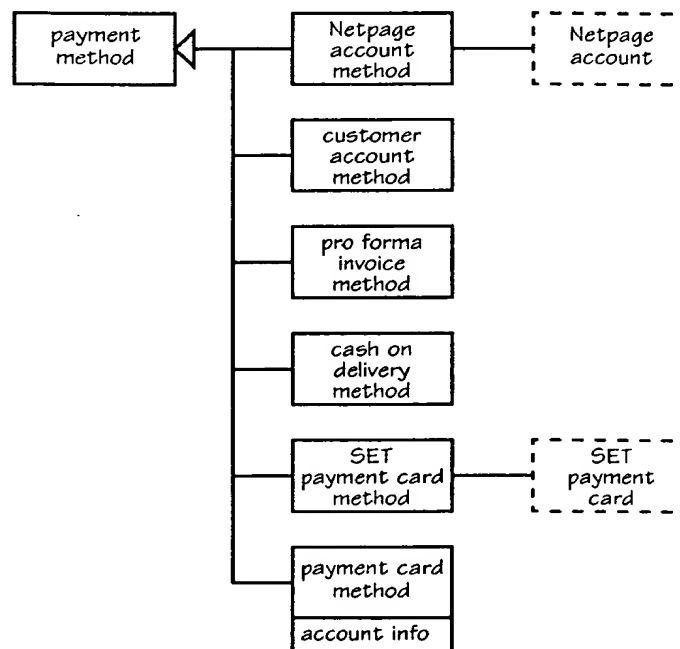 payment
method
Netpage
account
method
Netpage
account
customer
account
method
pro forma
invoice
method
cash on
delivery
method
SET
payment card
method
SET
payment
card
payment card
method
account info